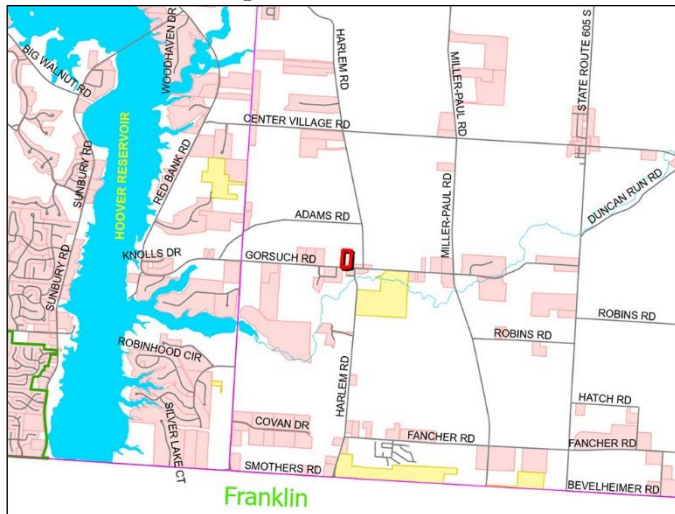 BIG WALNUT RD
WOODHAVEN DR
HARLEM RD
MILLER-PAUL RD
STATE ROUTE 605 S
SUNBURY RD
HOOVER RESERVOIR
RED BANK RD
CENTER VILLAGE RD
DUNCAN RUN RD
ADAMS RD
MILLER-PAUL RD
KNOLLS DR
GORSUCH RD
SUNBURY RD
ROBINS RD
ROBINS RD
ROBINHOOD CIR
HARLEM RD
HATCH RD
SILVER LAKE CT
COVAN DR
FANCHER RD
FANCHER RD
SMOTHERS RD
BEVELHEIMER RD
Franklin